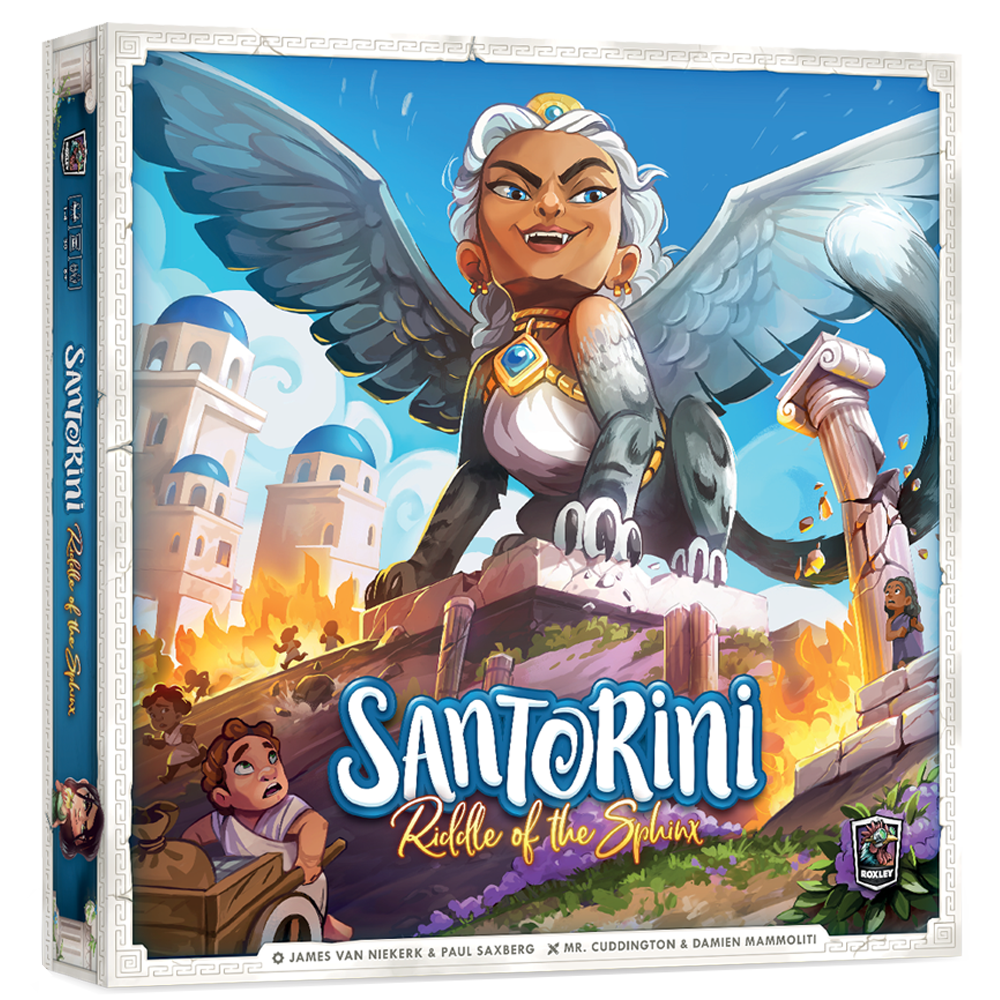 SANTORINI
Riddle of the Sphinx
SANTORINI
Riddle of the Sphinx
ROXLEY
JAMES VAN NIEKERK & PAUL SAXBERG MR. CUDDINGTON & DAMIEN MAMMOLITI